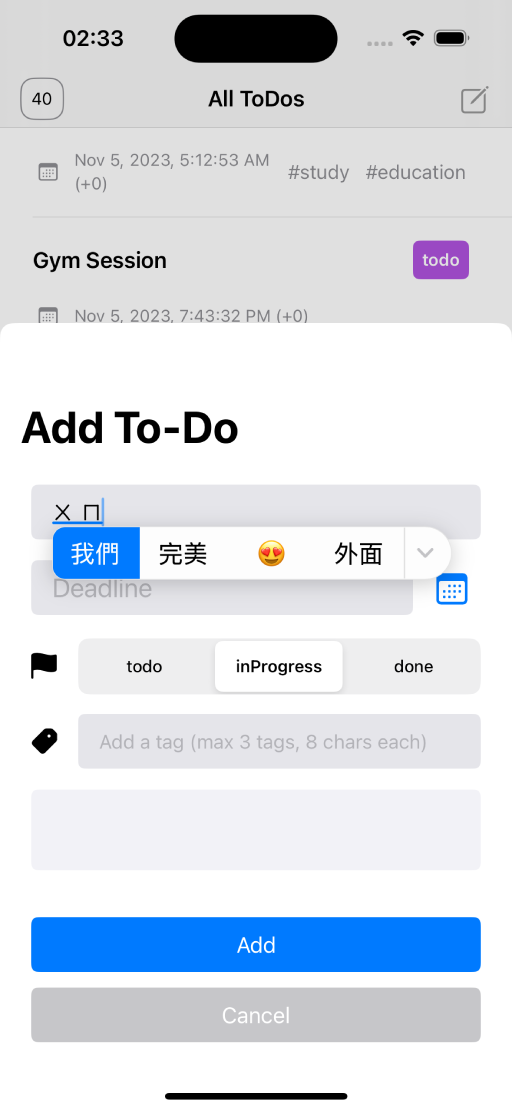 02:33
40
All ToDos
Nov 5, 2023, 5:12:53 AM (+0)
#study #education
Gym Session
todo
Nov 5, 2023, 7:43:32 PM (+0)
Add To-Do
ㄨ ㄇ
我們 完美 😍 外面
Deadline
todo inProgress done
Add a tag (max 3 tags, 8 chars each)
Add
Cancel